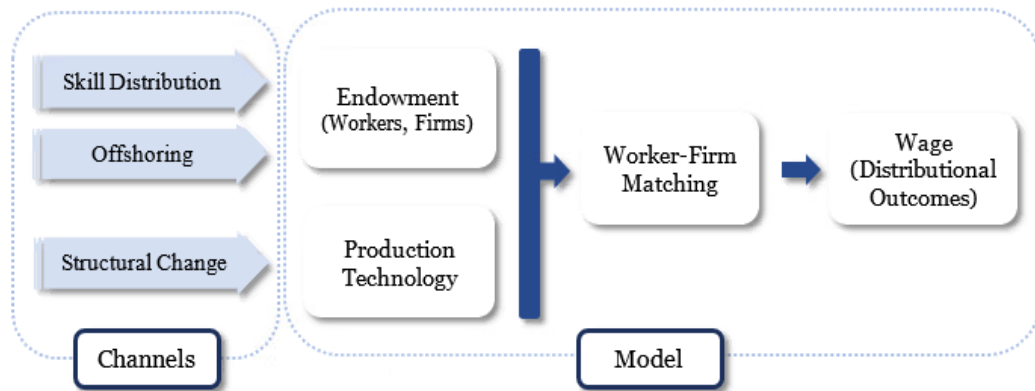 Skill Distribution
Offshoring
Structural Change
Channels
Endowment
(Workers, Firms)
Production
Technology
Worker-Firm
Matching
Wage
(Distributional
Outcomes)
Model